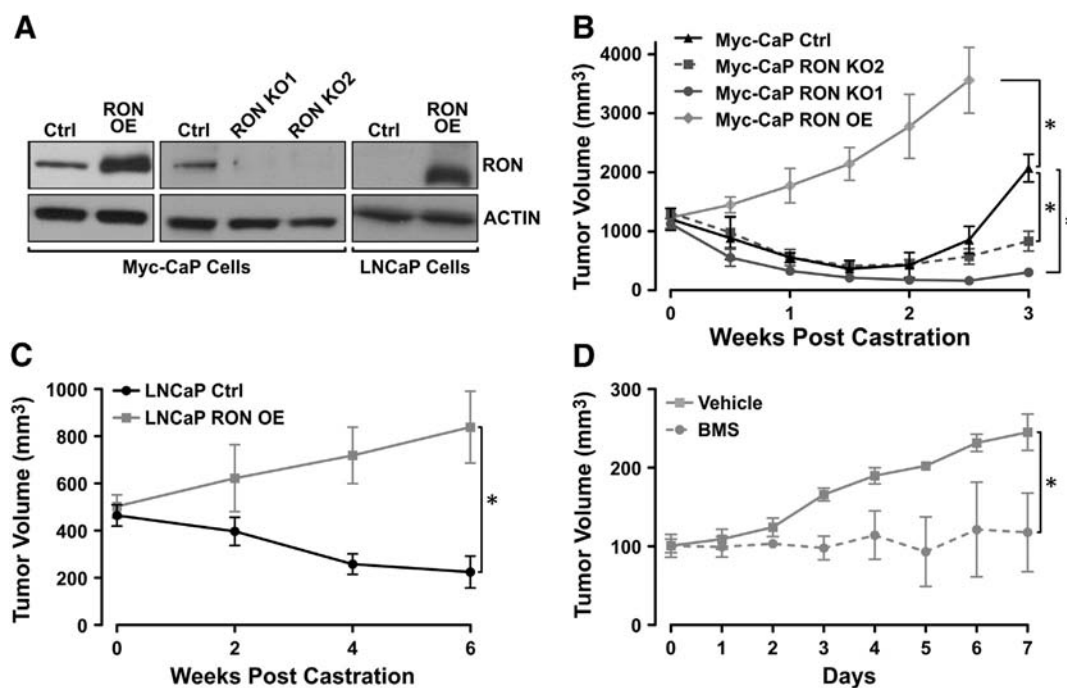 A
Ctrl
RON
OE
Ctrl
RON KO1
RON KO2
Ctrl
RON
OE
RON
ACTIN
Myc-CaP Cells
LNCaP Cells
B
Myc-CaP Ctrl
Myc-CaP RON KO2
Myc-CaP RON KO1
Myc-CaP RON OE
Tumor Volume (mm³)
4000
3000
2000
1000
0
*
*
*
0 1 2 3
Weeks Post Castration
C
LNCaP Ctrl
LNCaP RON OE
Tumor Volume (mm³)
1000
800
600
400
200
0
*
0 2 4 6
Weeks Post Castration
D
Vehicle
BMS
Tumor Volume (mm³)
300
200
100
0
*
0 1 2 3 4 5 6 7
Days